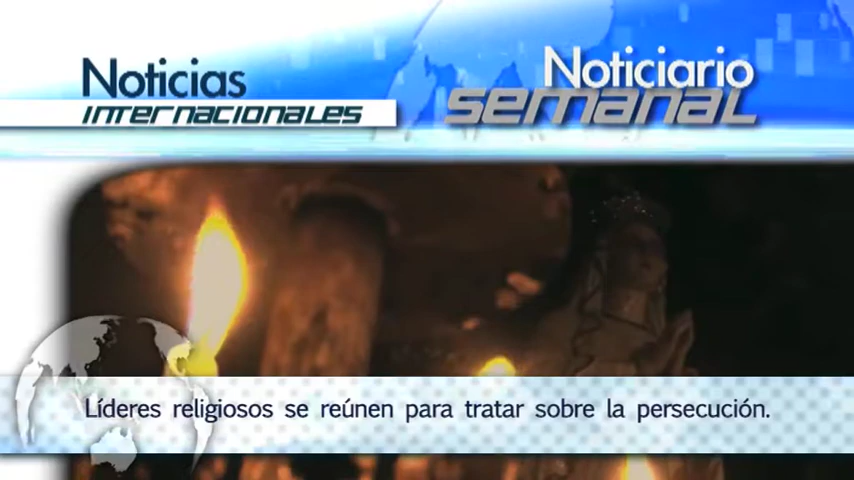 Noticias
internacionales
Noticiario
semanal
Líderes religiosos se reúnen para tratar sobre la persecución.